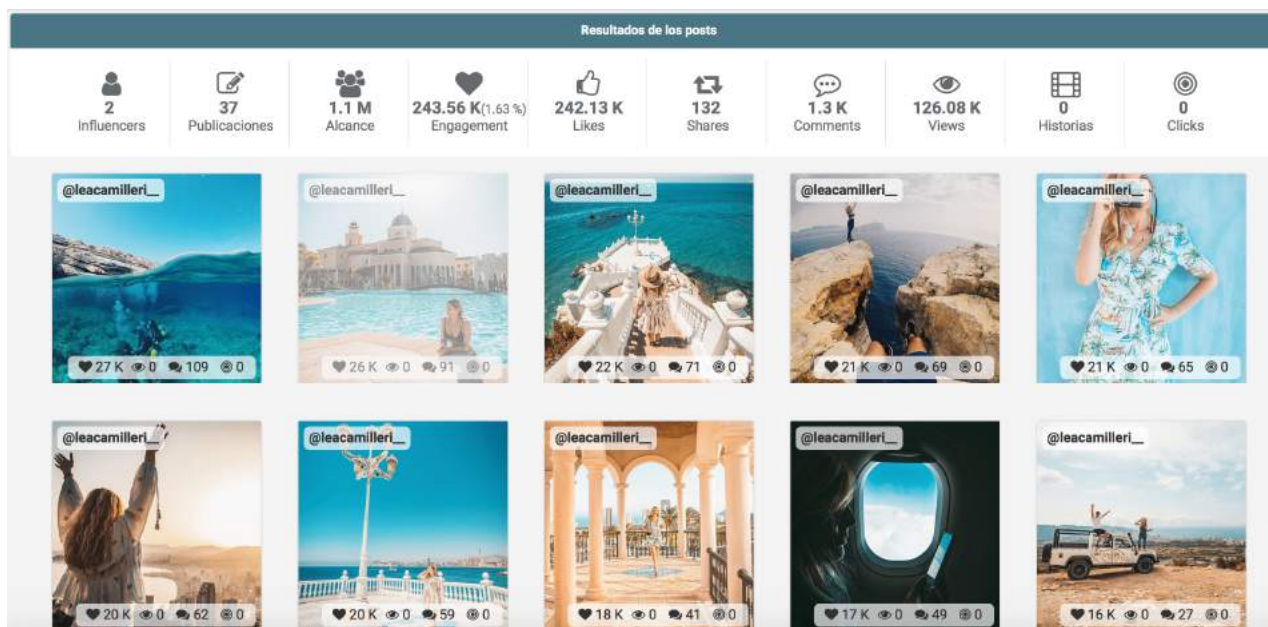 Resultados de los posts
2 37 1.1 M 243.56 K(1.63 %) 242.13 K 132 1.3 K 126.08 K 0 0
Influencers Publicaciones Alcance Engagement Likes Shares Comments Views Historias Clicks
@leacamilleri__ @leacamilleri__ @leacamilleri__ @leacamilleri__ @leacamilleri__
27 K 0 109 0 26 K 0 91 0 22 K 0 71 0 21 K 0 69 0 21 K 0 65 0
@leacamilleri__ @leacamilleri__ @leacamilleri__ @leacamilleri__ @leacamilleri__
20 K 0 62 0 20 K 0 59 0 18 K 0 41 0 17 K 0 49 0 16 K 0 27 0